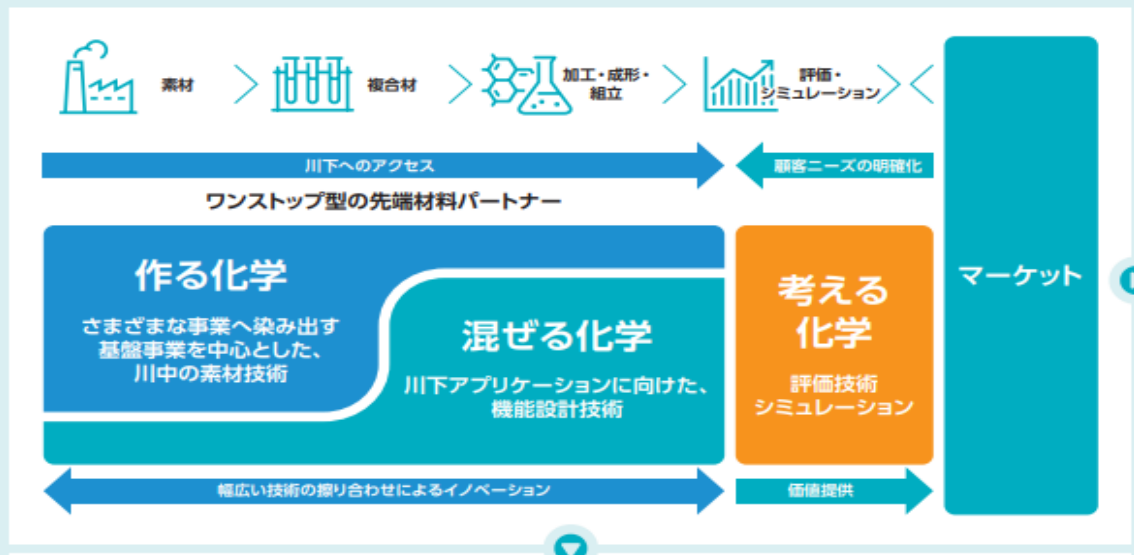 素材
複合材
加工・成形・
組立
評価・
シミュレーション
川下へのアクセス
顧客ニーズの明確化
ワンストップ型の先端材料パートナー
作る化学
さまざまな事業へ染み出す
基盤事業を中心とした、
川中の素材技術
混ぜる化学
川下アプリケーションに向けた、
機能設計技術
考える
化学
評価技術
シミュレーション
マーケット
幅広い技術の擦り合わせによるイノベーション
価値提供